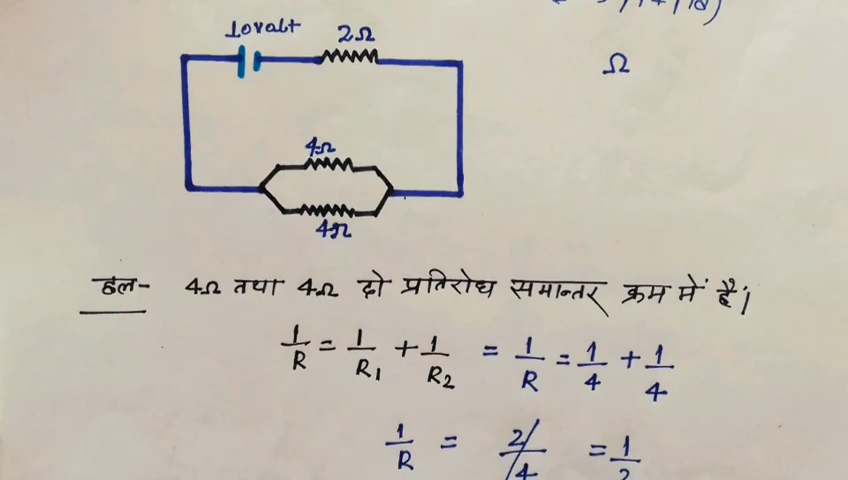 10 volt 2Ω
Ω
4Ω
4Ω
हल- 4Ω तथा 4Ω दो प्रतिरोध समान्तर क्रम में है।
1/R = 1/R₁ + 1/R₂ = 1/R = 1/4 + 1/4
1/R = 2/4 = 1/2